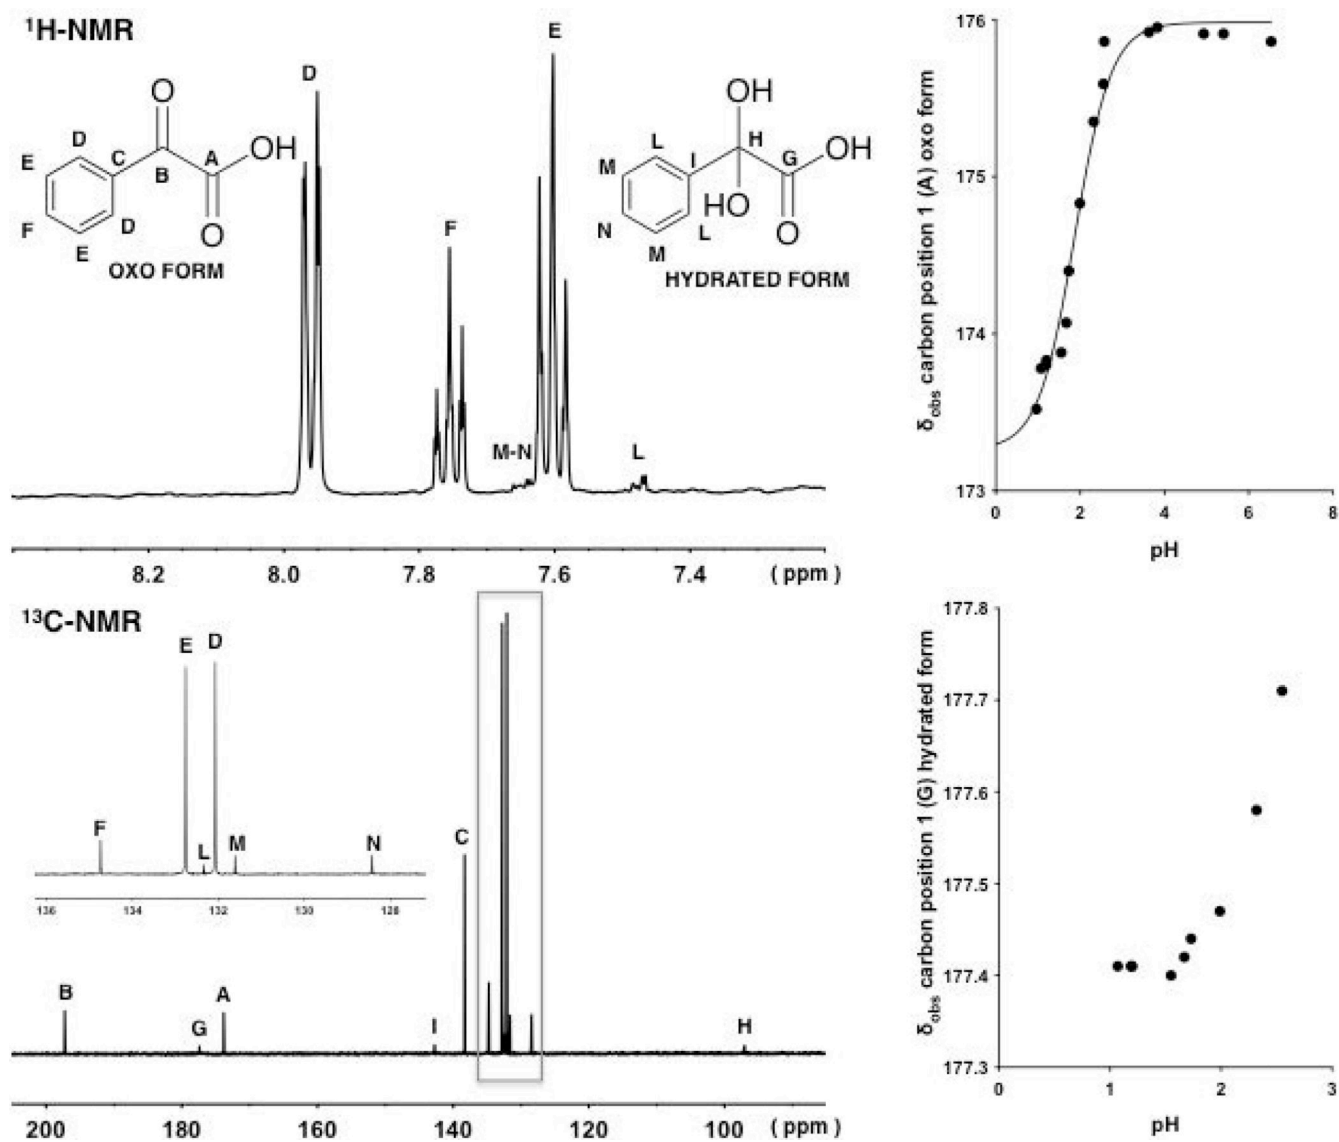 ¹H-NMR
D
E
O
D
C
E
B
A
OH
F
D
O
E
OXO FORM
F
OH
H
L
I
G
OH
M
HO
N
L
O
M
HYDRATED FORM
M-N
L
8.2 8.0 7.8 7.6 7.4 ( ppm )
176
175
174
173
0 2 4 6 8
pH
δobs carbon position 1 (A) oxo form
¹³C-NMR
E D
F
L M N
136 134 132 130 128
B
G
A
I
C
H
200 180 160 140 120 100 ( ppm )
177.8
177.7
177.6
177.5
177.4
177.3
0 1 2 3
pH
δobs carbon position 1 (G) hydrated form